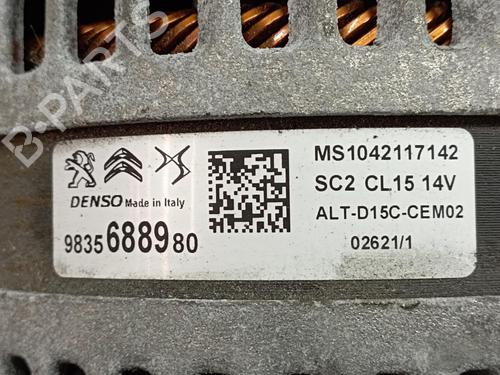 B-PARTS
DENSO Made in Italy
9835688980
MS1042117142
SC2 CL15 14V
ALT-D15C-CEM02
02621/1